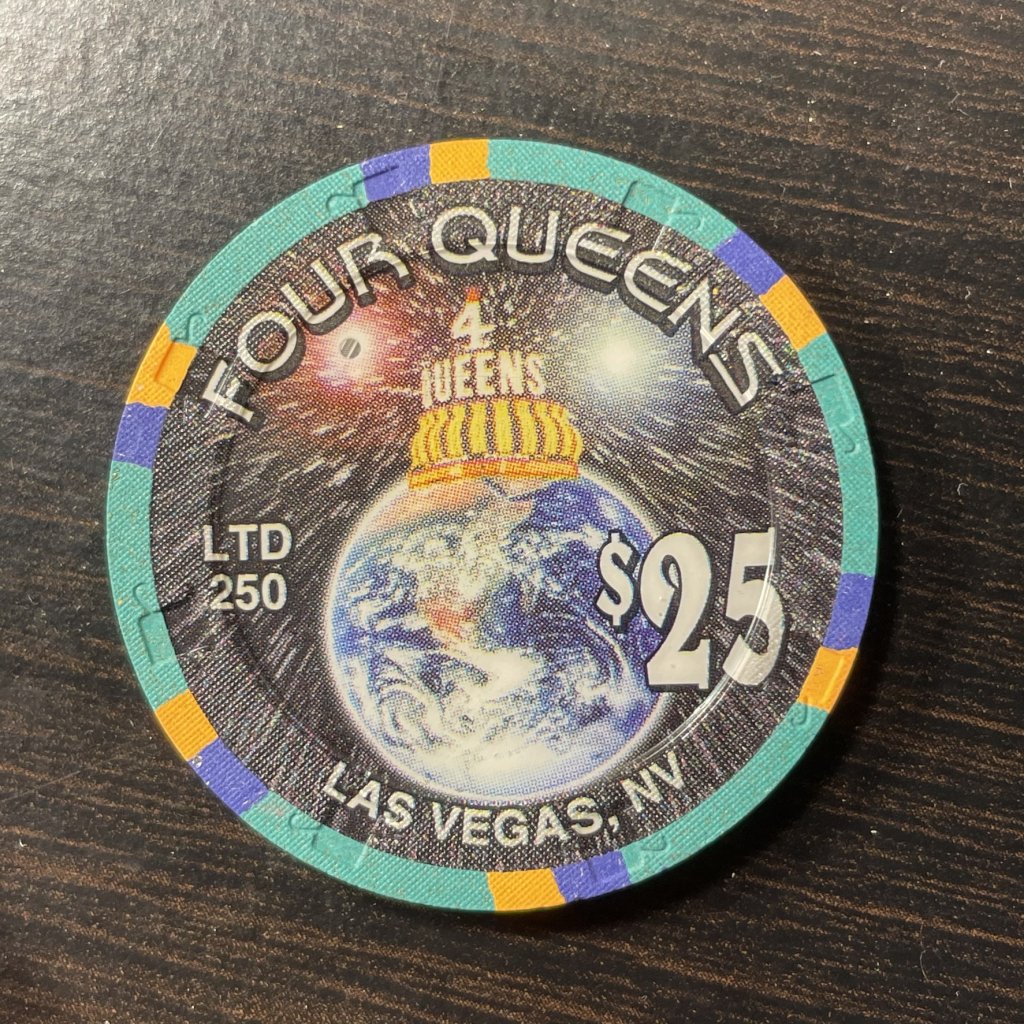 FOUR QUEENS
4
QUEENS
LTD
250
$25
LAS VEGAS, NV